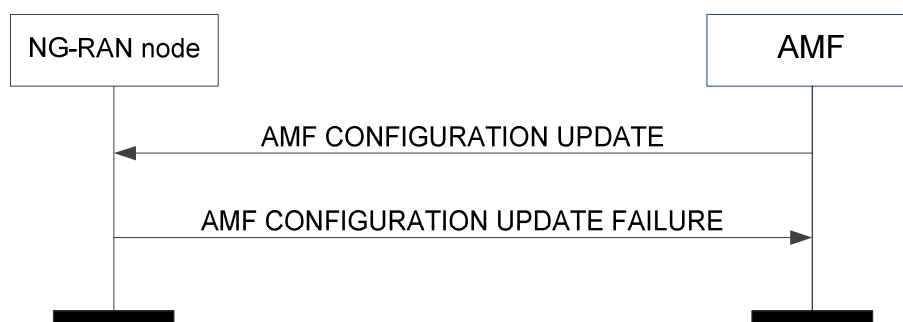 NG-RAN node
AMF
AMF CONFIGURATION UPDATE
AMF CONFIGURATION UPDATE FAILURE